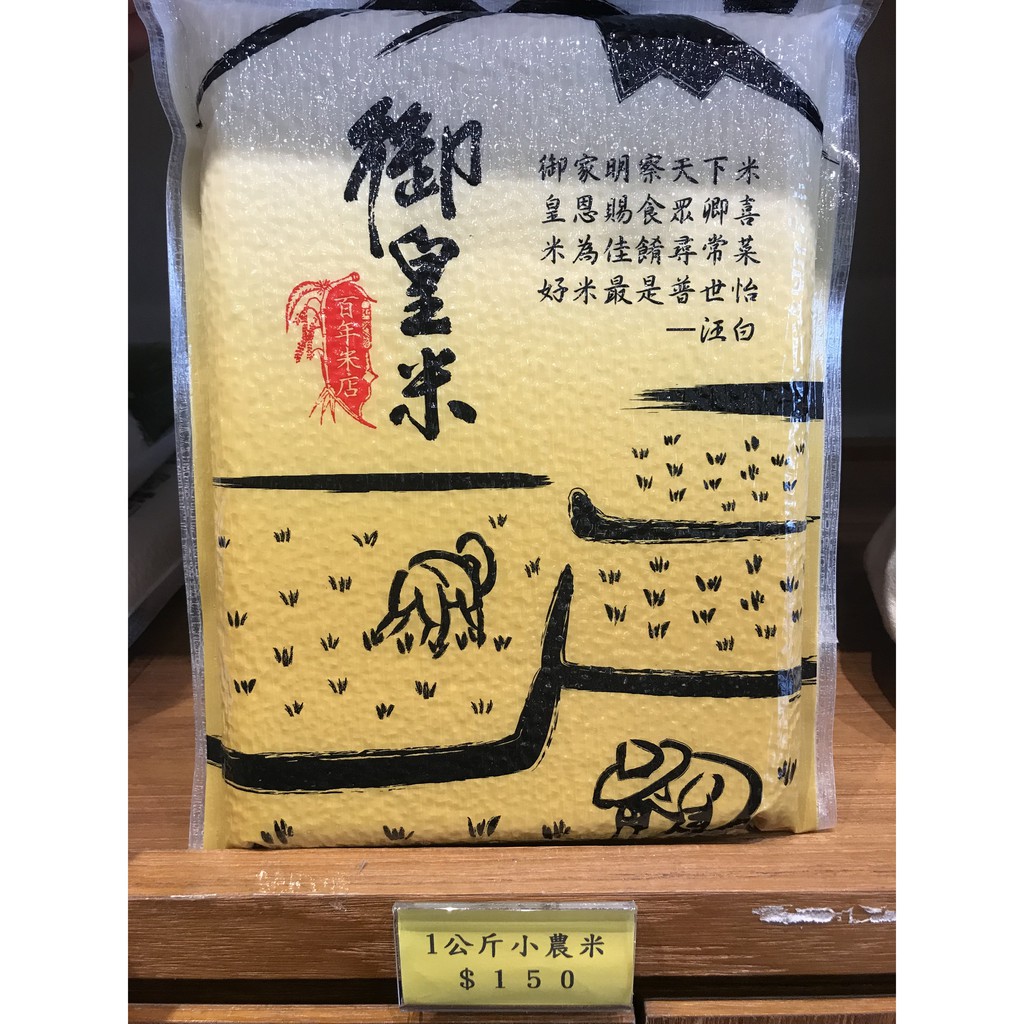 御皇米
百年米店
御家明察天下米
皇恩賜食眾卿喜
米為佳餚尋常菜
好米最是普世怡
—汪白
1公斤小農米
$150